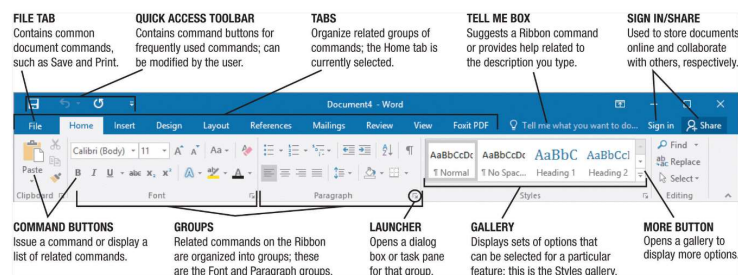 FILE TAB
Contains common
document commands,
such as Save and Print.
QUICK ACCESS TOOLBAR
Contains command buttons for
frequently used commands; can
be modified by the user.
TABS
Organize related groups of
commands; the Home tab is
currently selected.
TELL ME BOX
Suggests a Ribbon command
or provides help related to
the description you type.
SIGN IN/SHARE
Used to store documents
online and collaborate
with others, respectively.
Document4 - Word
File Home Insert Design Layout References Mailings Review View Foxit PDF Tell me what you want to do... Sign in Share
Paste
Calibri (Body) 11 A A Aa
B I U abc x₂ x² A aby A
AaBbCcDc AaBbCcDc AaBbC AaBbCcI
¶ Normal ¶ No Spac... Heading 1 Heading 2
Find
Replace
Select
Clipboard Font Paragraph Styles Editing
COMMAND BUTTONS
Issue a command or display a
list of related commands.
GROUPS
Related commands on the Ribbon
are organized into groups; these
are the Font and Paragraph groups.
LAUNCHER
Opens a dialog
box or task pane
for that group.
GALLERY
Displays sets of options that
can be selected for a particular
feature; this is the Styles gallery.
MORE BUTTON
Opens a gallery to
display more options.